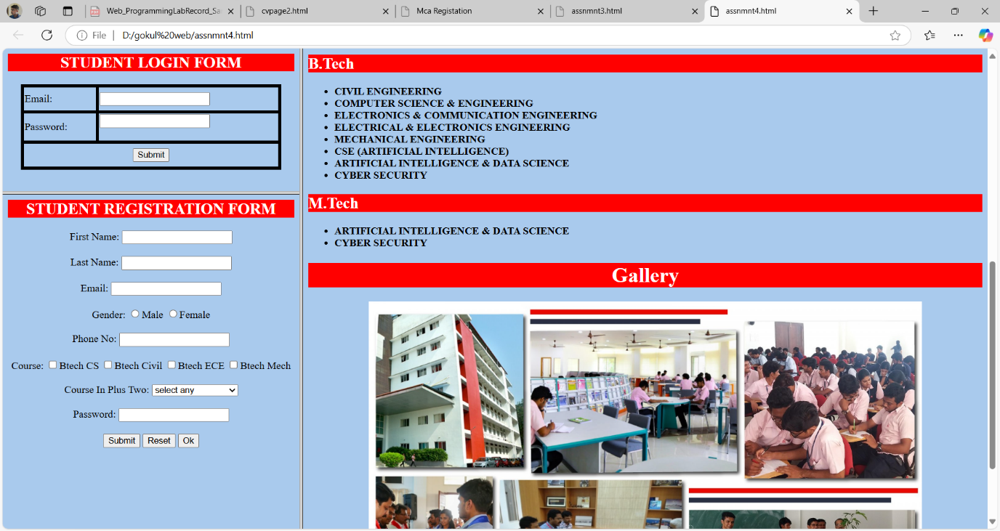 Web_ProgrammingLabRecord_Sa
cvpage2.html
Mca Registation
assnmnt3.html
assnmnt4.html
File
D:/gokul%20web/assnmnt4.html
STUDENT LOGIN FORM
Email:
Password:
Submit
STUDENT REGISTRATION FORM
First Name:
Last Name:
Email:
Gender: Male Female
Phone No:
Course: Btech CS Btech Civil Btech ECE Btech Mech
Course In Plus Two: select any
Password:
Submit Reset Ok
B.Tech
• CIVIL ENGINEERING
• COMPUTER SCIENCE & ENGINEERING
• ELECTRONICS & COMMUNICATION ENGINEERING
• ELECTRICAL & ELECTRONICS ENGINEERING
• MECHANICAL ENGINEERING
• CSE (ARTIFICIAL INTELLIGENCE)
• ARTIFICIAL INTELLIGENCE & DATA SCIENCE
• CYBER SECURITY
M.Tech
• ARTIFICIAL INTELLIGENCE & DATA SCIENCE
• CYBER SECURITY
Gallery